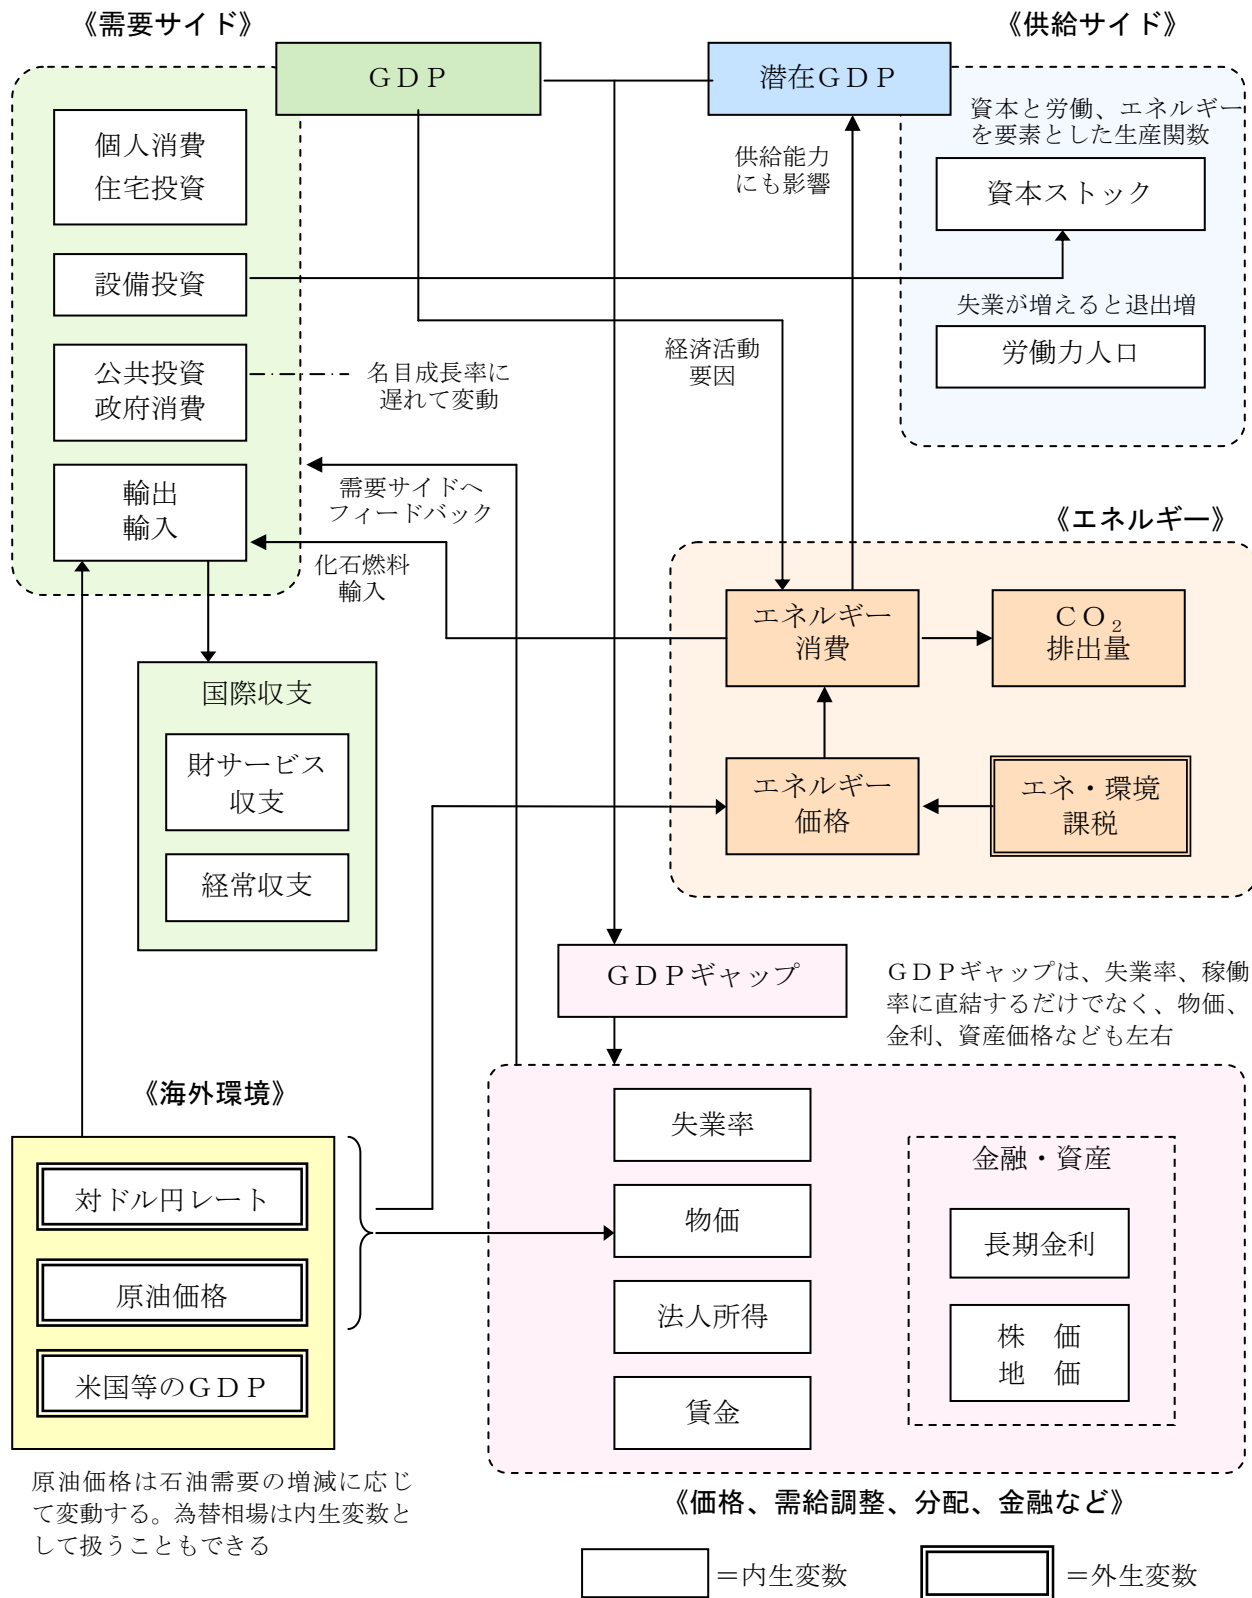 《需要サイド》
《供給サイド》
GDP
潜在GDP
個人消費
住宅投資
設備投資
公共投資
政府消費
輸出
輸入
名目成長率に
遅れて変動
供給能力
にも影響
資本と労働、エネルギー
を要素とした生産関数
資本ストック
失業が増えると退出増
労働力人口
経済活動
要因
需要サイドへ
フィードバック
化石燃料
輸入
《エネルギー》
エネルギー
消費
CO₂
排出量
エネルギー
価格
エネ・環境
課税
国際収支
財サービス
収支
経常収支
GDPギャップ
GDPギャップは、失業率、稼働
率に直結するだけでなく、物価、
金利、資産価格なども左右
《海外環境》
対ドル円レート
原油価格
米国等のGDP
原油価格は石油需要の増減に応じ
て変動する。為替相場は内生変数と
して扱うこともできる
失業率
物価
法人所得
賃金
金融・資産
長期金利
株 価
地 価
《価格、需給調整、分配、金融など》
＝内生変数
＝外生変数